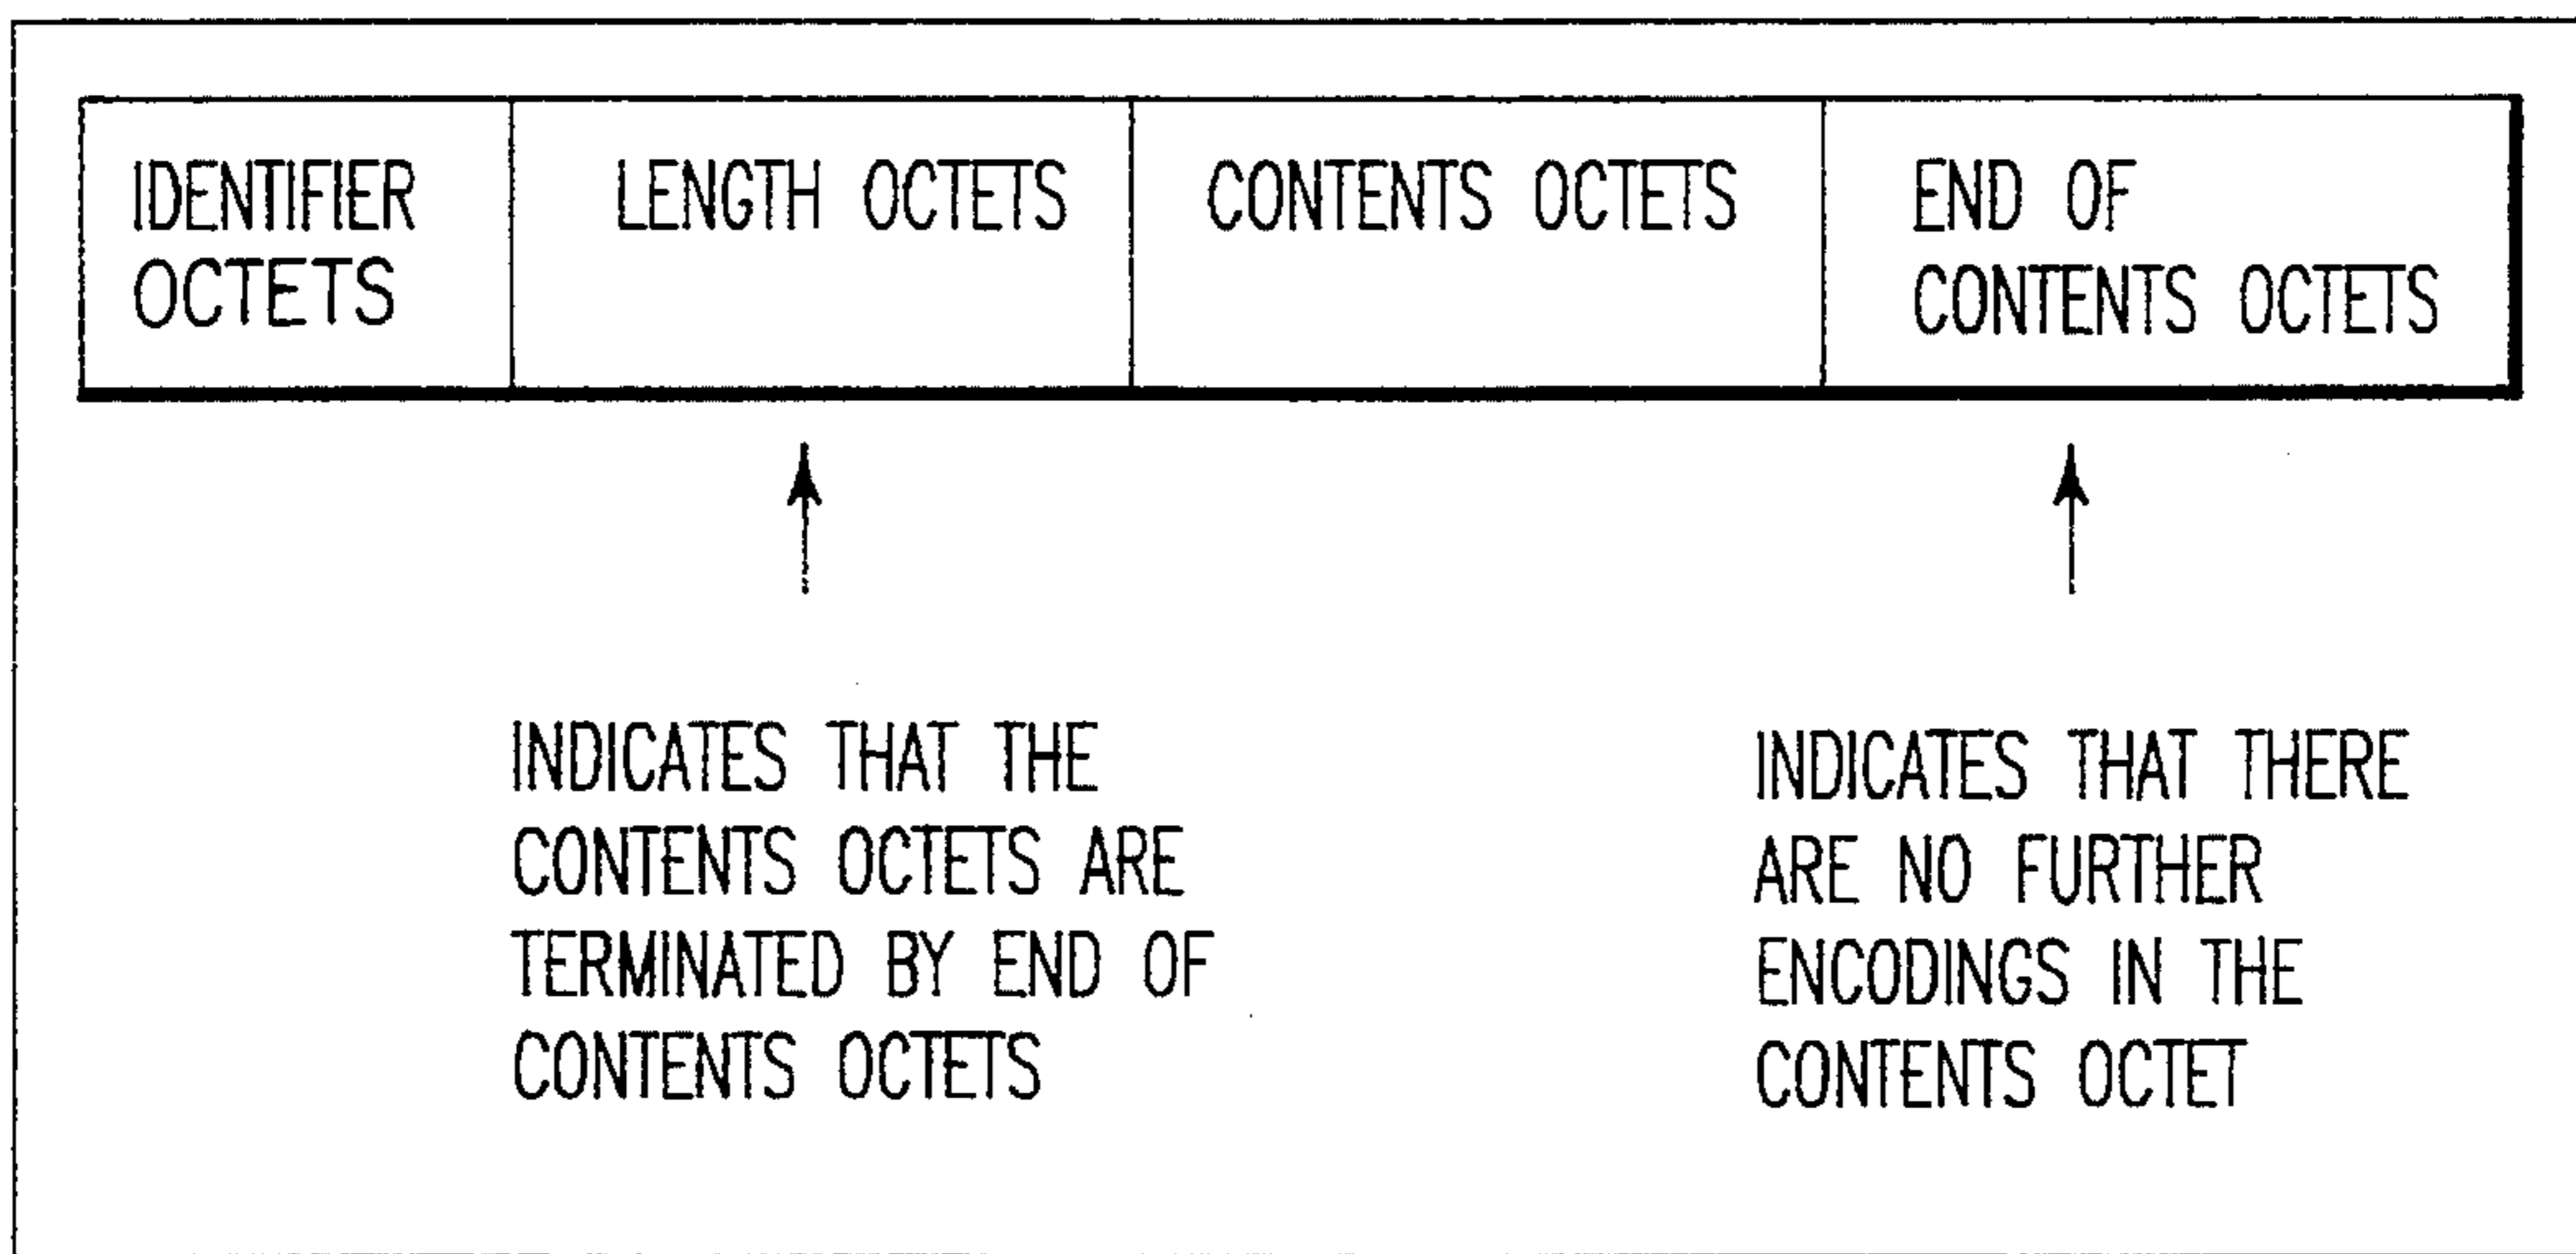 IDENTIFIER
OCTETS
LENGTH OCTETS
CONTENTS OCTETS
END OF
CONTENTS OCTETS
INDICATES THAT THE
CONTENTS OCTETS ARE
TERMINATED BY END OF
CONTENTS OCTETS
INDICATES THAT THERE
ARE NO FURTHER
ENCODINGS IN THE
CONTENTS OCTET